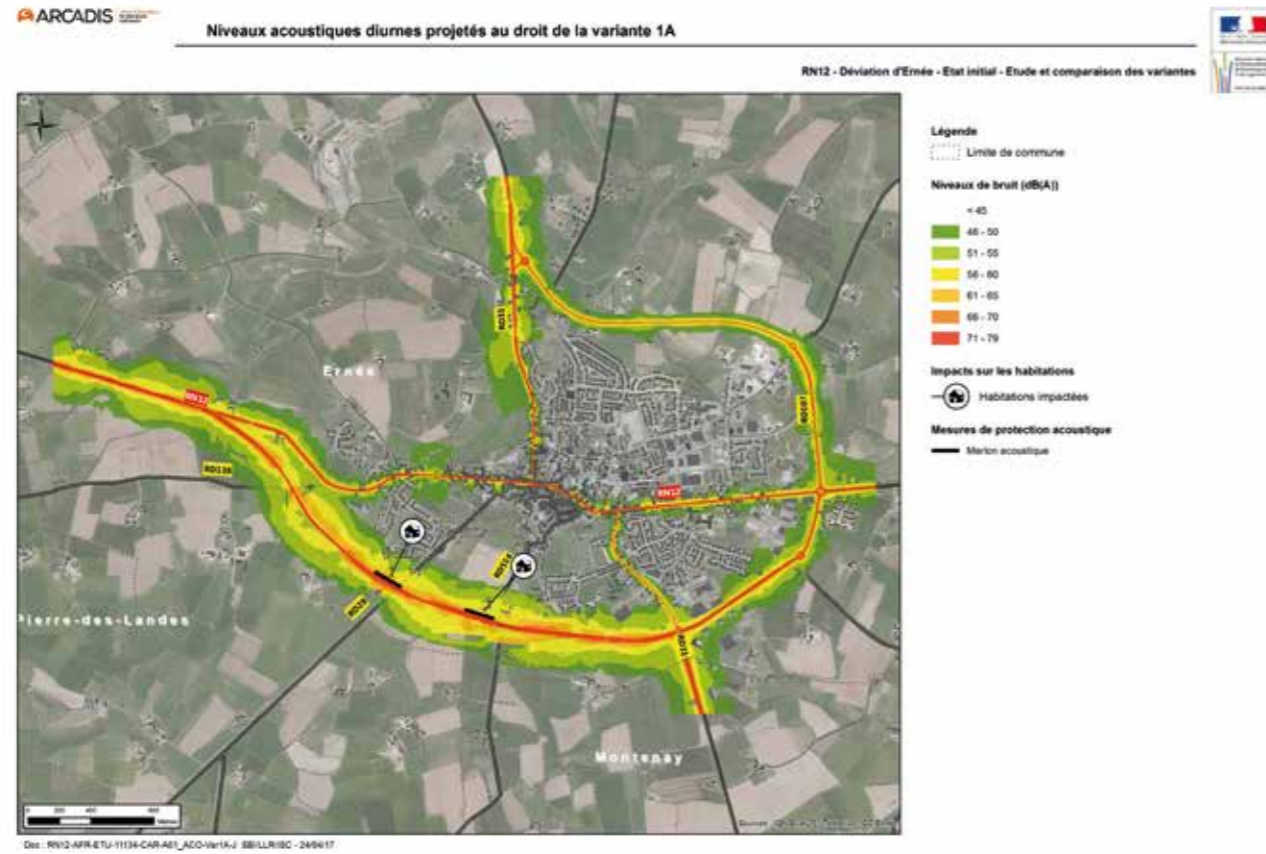 ARCADIS
Niveaux acoustiques diurnes projetés au droit de la variante 1A
RN12 - Déviation d'Ernée - Etat initial - Etude et comparaison des variantes
Légende
Limite de commune
Niveaux de bruit (dB(A))
< 45
46 - 50
51 - 55
56 - 60
61 - 65
66 - 70
71 - 79
Impacts sur les habitations
Habitations impactées
Mesures de protection acoustique
Merlon acoustique
RD31
Ernée
RN12
RD107
RD138
RN12
RD29
RD31
Pierre-des-Landes
Montenay